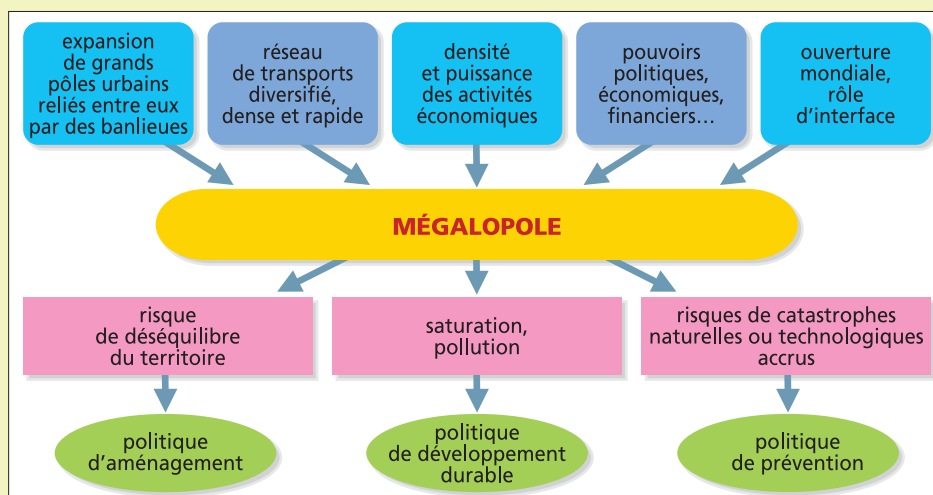 expansion
de grands
pôles urbains
reliés entre eux
par des banlieues
réseau
de transports
diversifié,
dense et rapide
densité
et puissance
des activités
économiques
pouvoirs
politiques,
économiques,
financiers…
ouverture
mondiale,
rôle
d’interface
MÉGALOPOLE
risque
de déséquilibre
du territoire
saturation,
pollution
risques de catastrophes
naturelles ou technologiques
accrus
politique
d’aménagement
politique
de développement
durable
politique
de prévention